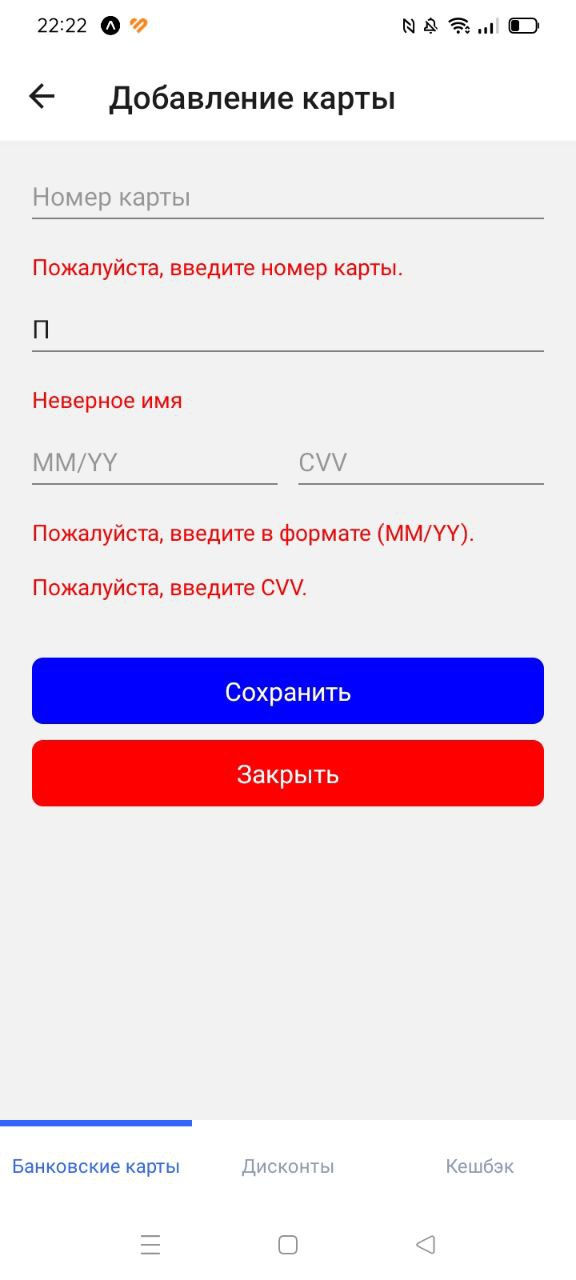 22:22
Добавление карты
Номер карты
Пожалуйста, введите номер карты.
П
Неверное имя
MM/YY CVV
Пожалуйста, введите в формате (MM/YY).
Пожалуйста, введите CVV.
Сохранить
Закрыть
Банковские карты Дисконты Кешбэк